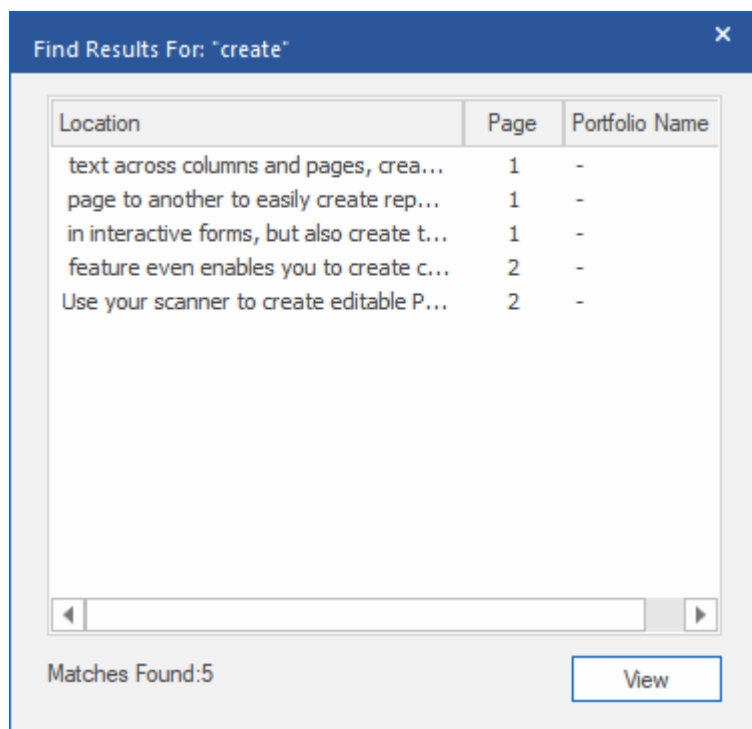 Find Results For: "create"
Location Page Portfolio Name
text across columns and pages, crea... 1 -
page to another to easily create rep... 1 -
in interactive forms, but also create t... 1 -
feature even enables you to create c... 2 -
Use your scanner to create editable P... 2 -
Matches Found:5
View